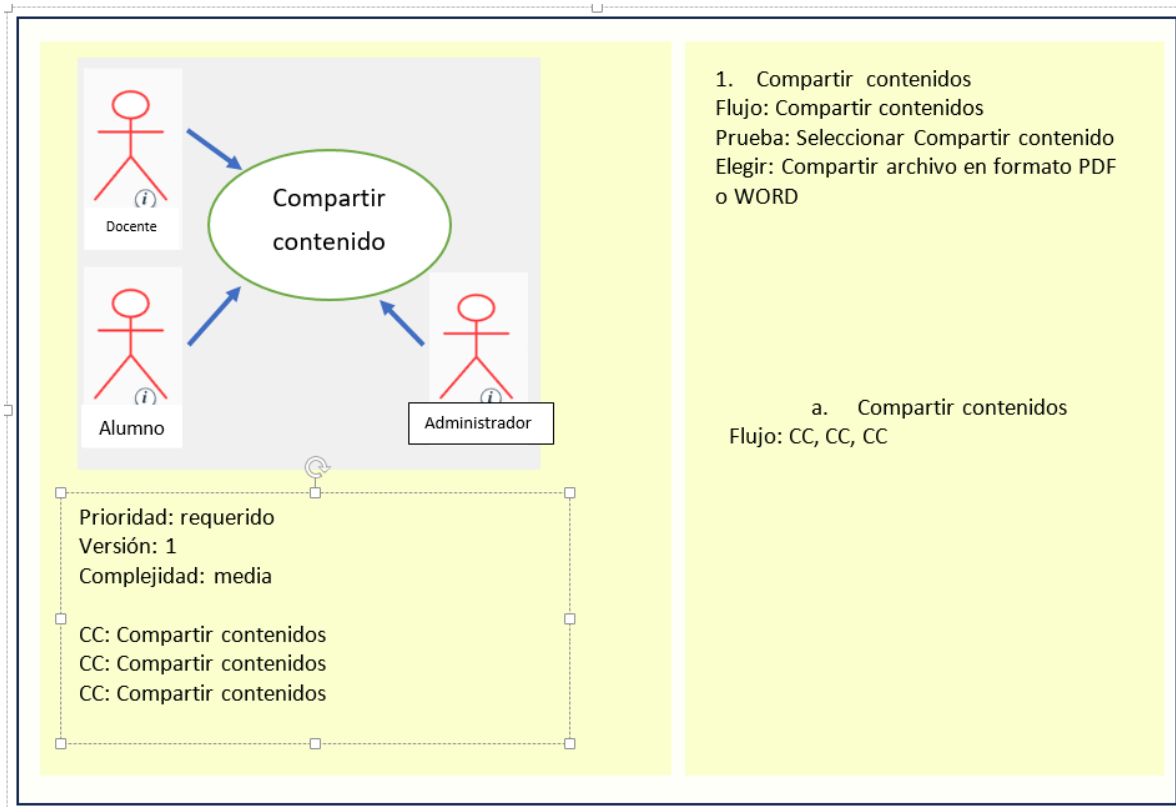 Docente
Compartir
contenido
Alumno
Administrador
Prioridad: requerido
Versión: 1
Complejidad: media
CC: Compartir contenidos
CC: Compartir contenidos
CC: Compartir contenidos
1. Compartir contenidos
Flujo: Compartir contenidos
Prueba: Seleccionar Compartir contenido
Elegir: Compartir archivo en formato PDF
o WORD
a. Compartir contenidos
Flujo: CC, CC, CC